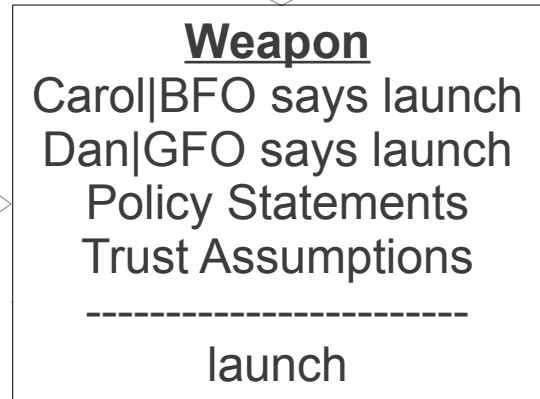 Weapon
Carol|BFO says launch
Dan|GFO says launch
Policy Statements
Trust Assumptions
------------------------
launch